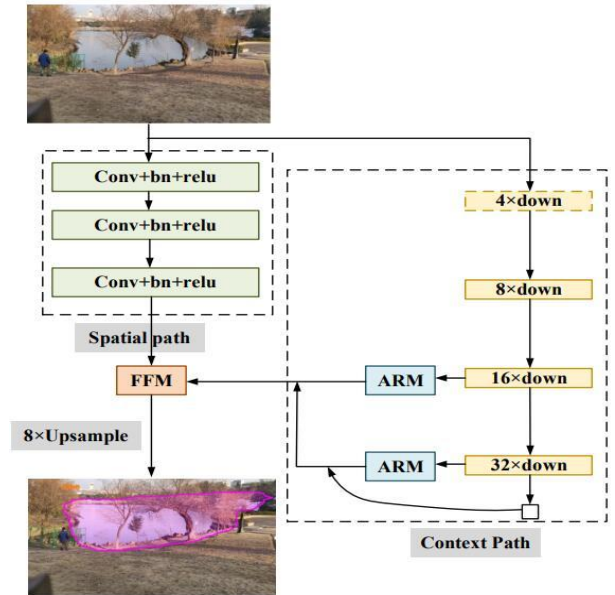 Conv+bn+relu
Conv+bn+relu
Conv+bn+relu
Spatial path
FFM
8×Upsample
4×down
8×down
ARM
16×down
ARM
32×down
Context Path